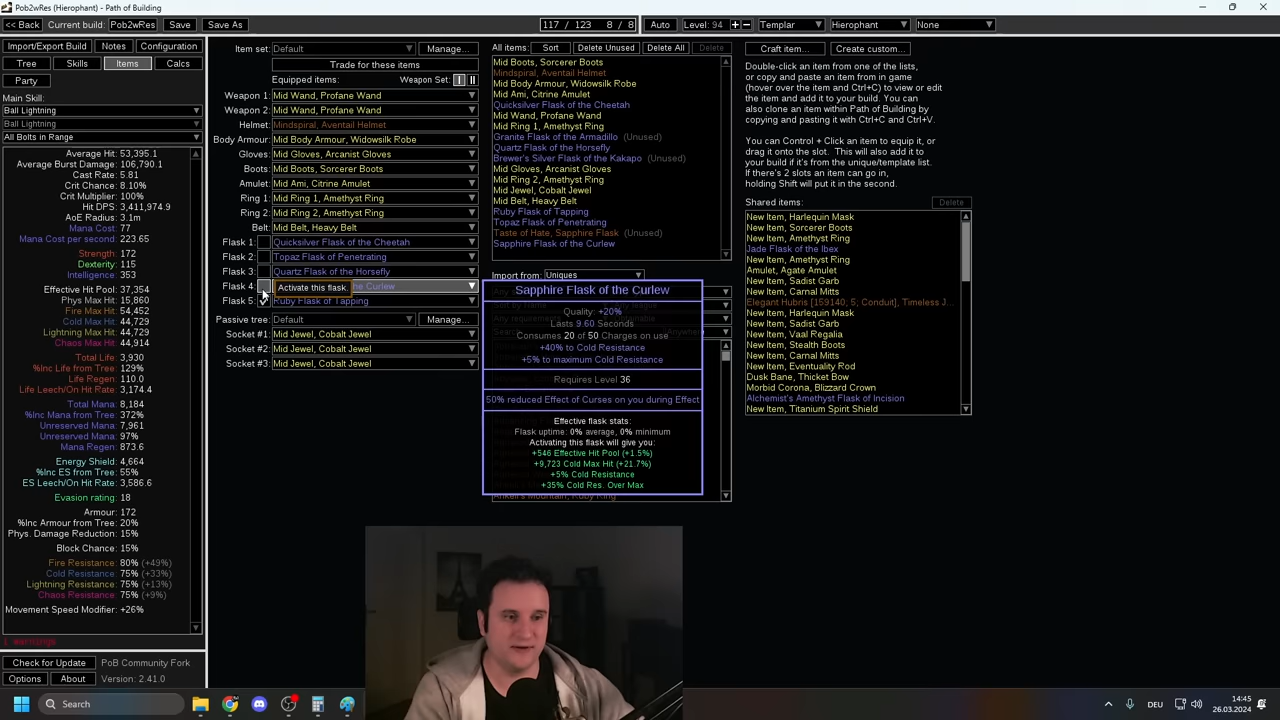 Pob2wRes (Hierophant) - Path of Building
<< Back
Current build:
Pob2wRes
Save
Save As
117 / 123 8 / 8
Auto
Level: 94
Templar
Hierophant
None
Import/Export Build
Notes
Configuration
Tree
Skills
Items
Calcs
Party
Main Skill:
Ball Lightning
Ball Lightning
All Bolts in Range
Average Hit: 53,395.1
Average Burst Damage: 106,790.1
Cast Rate: 5.81
Crit Chance: 8.10%
Crit Multiplier: 100%
Hit DPS: 3,411,974.9
AoE Radius: 3.1m
Mana Cost: 77
Mana Cost per second: 223.65
Strength: 172
Dexterity: 115
Intelligence: 353
Effective Hit Pool: 37,354
Phys Max Hit: 15,860
Fire Max Hit: 54,452
Cold Max Hit: 44,729
Lightning Max Hit: 44,729
Chaos Max Hit: 44,914
Total Life: 3,930
%Inc Life from Tree: 129%
Life Regen: 110.0
Life Leech/On Hit Rate: 3,174.4
Total Mana: 8,184
%Inc Mana from Tree: 372%
Unreserved Mana: 7,961
Unreserved Mana: 97%
Mana Regen: 873.6
Energy Shield: 4,664
%Inc ES from Tree: 55%
ES Leech/On Hit Rate: 3,586.6
Evasion rating: 18
Armour: 172
%Inc Armour from Tree: 20%
Phys. Damage Reduction: 15%
Block Chance: 15%
Fire Resistance: 80% (+49%)
Cold Resistance: 75% (+33%)
Lightning Resistance: 75% (+13%)
Chaos Resistance: 75% (+9%)
Movement Speed Modifier: +26%
1 warnings
Check for Update
PoB Community Fork
Options
About
Version: 2.41.0
Item set:
Default
Manage...
Trade for these items
Equipped items:
Weapon Set:
I
II
Weapon 1: Mid Wand, Profane Wand
Weapon 2: Mid Wand, Profane Wand
Helmet: Mindspiral, Aventail Helmet
Body Armour: Mid Body Armour, Widowsilk Robe
Gloves: Mid Gloves, Arcanist Gloves
Boots: Mid Boots, Sorcerer Boots
Amulet: Mid Ami, Citrine Amulet
Ring 1: Mid Ring 1, Amethyst Ring
Ring 2: Mid Ring 2, Amethyst Ring
Belt: Mid Belt, Heavy Belt
Flask 1: Quicksilver Flask of the Cheetah
Flask 2: Topaz Flask of Penetrating
Flask 3: Quartz Flask of the Horsefly
Flask 4: Activate this flask. he Curlew
Flask 5: Ruby Flask of Tapping
Passive tree:
Default
Manage...
Socket #1: Mid Jewel, Cobalt Jewel
Socket #2: Mid Jewel, Cobalt Jewel
Socket #3: Mid Jewel, Cobalt Jewel
All items:
Sort
Delete Unused
Delete All
Delete
Mid Boots, Sorcerer Boots
Mindspiral, Aventail Helmet
Mid Body Armour, Widowsilk Robe
Mid Ami, Citrine Amulet
Quicksilver Flask of the Cheetah
Mid Wand, Profane Wand
Mid Ring 1, Amethyst Ring
Granite Flask of the Armadillo (Unused)
Quartz Flask of the Horsefly
Brewer's Silver Flask of the Kakapo (Unused)
Mid Gloves, Arcanist Gloves
Mid Ring 2, Amethyst Ring
Mid Jewel, Cobalt Jewel
Mid Belt, Heavy Belt
Ruby Flask of Tapping
Topaz Flask of Penetrating
Taste of Hate, Sapphire Flask (Unused)
Sapphire Flask of the Curlew
Import from:
Uniques
Sapphire Flask of the Curlew
Quality: +20%
Lasts 9.60 Seconds
Consumes 20 of 50 Charges on use
+40% to Cold Resistance
+5% to maximum Cold Resistance
Requires Level 36
50% reduced Effect of Curses on you during Effect
Effective flask stats:
Flask uptime: 0% average, 0% minimum
Activating this flask will give you:
+546 Effective Hit Pool (+1.5%)
+9,723 Cold Max Hit (+21.7%)
+5% Cold Resistance
+35% Cold Res. Over Max
Craft item...
Create custom...
Double-click an item from one of the lists,
or copy and paste an item from in game
(hover over the item and Ctrl+C) to view or edit
the item and add it to your build. You can
also clone an item within Path of Building by
copying and pasting it with Ctrl+C and Ctrl+V.
You can Control + Click an item to equip it, or
drag it onto the slot. This will also add it to
your build if it's from the unique/template list.
If there's 2 slots an item can go in,
holding Shift will put it in the second.
Shared items:
Delete
New Item, Harlequin Mask
New Item, Sorcerer Boots
New Item, Amethyst Ring
Jade Flask of the Ibex
New Item, Amethyst Ring
Amulet, Agate Amulet
New Item, Sadist Garb
Elegant Hubris [159140; 5; Conduit], Timeless J...
New Item, Harlequin Mask
New Item, Sadist Garb
New Item, Vaal Regalia
New Item, Stealth Boots
New Item, Carnal Mitts
New Item, Eventuality Rod
Dusk Bane, Thicket Bow
Morbid Corona, Blizzard Crown
Alchemist's Amethyst Flask of Incision
New Item, Titanium Spirit Shield
Search
DEU
14:45
26.03.2024